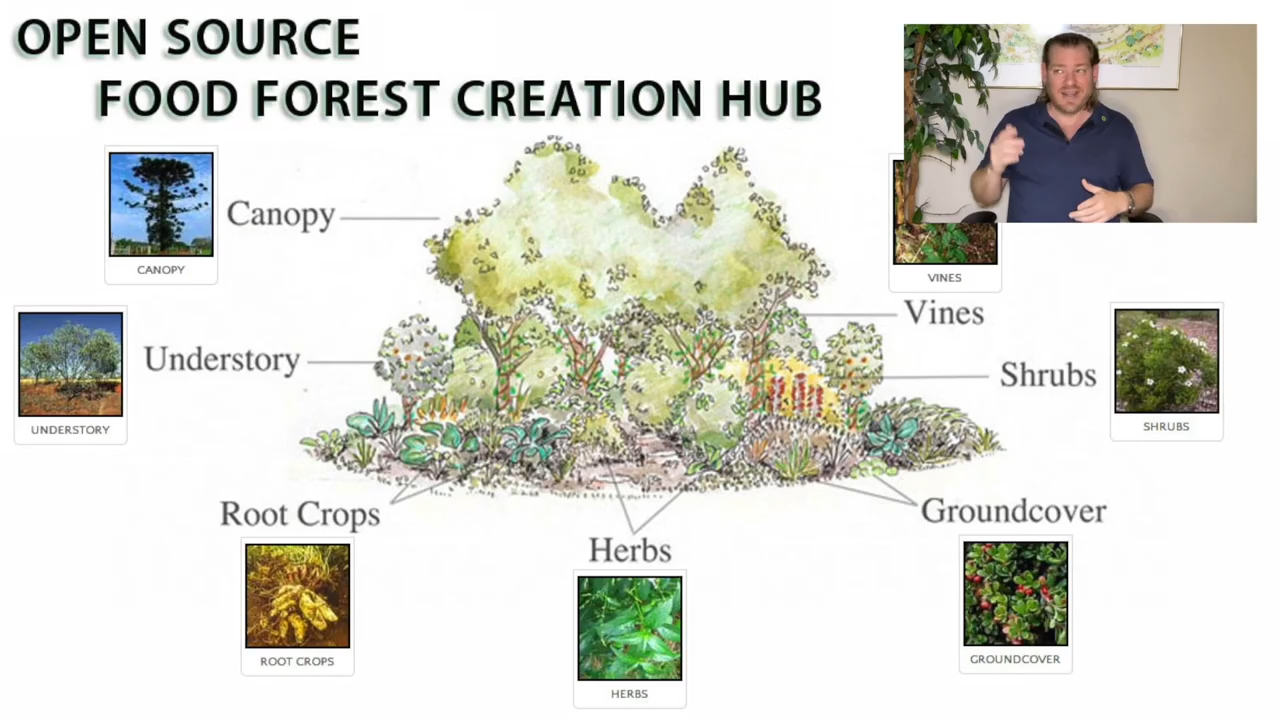 OPEN SOURCE
FOOD FOREST CREATION HUB
CANOPY
Canopy
VINES
Vines
UNDERSTORY
Understory
Shrubs
SHRUBS
Root Crops
ROOT CROPS
Herbs
HERBS
Groundcover
GROUNDCOVER